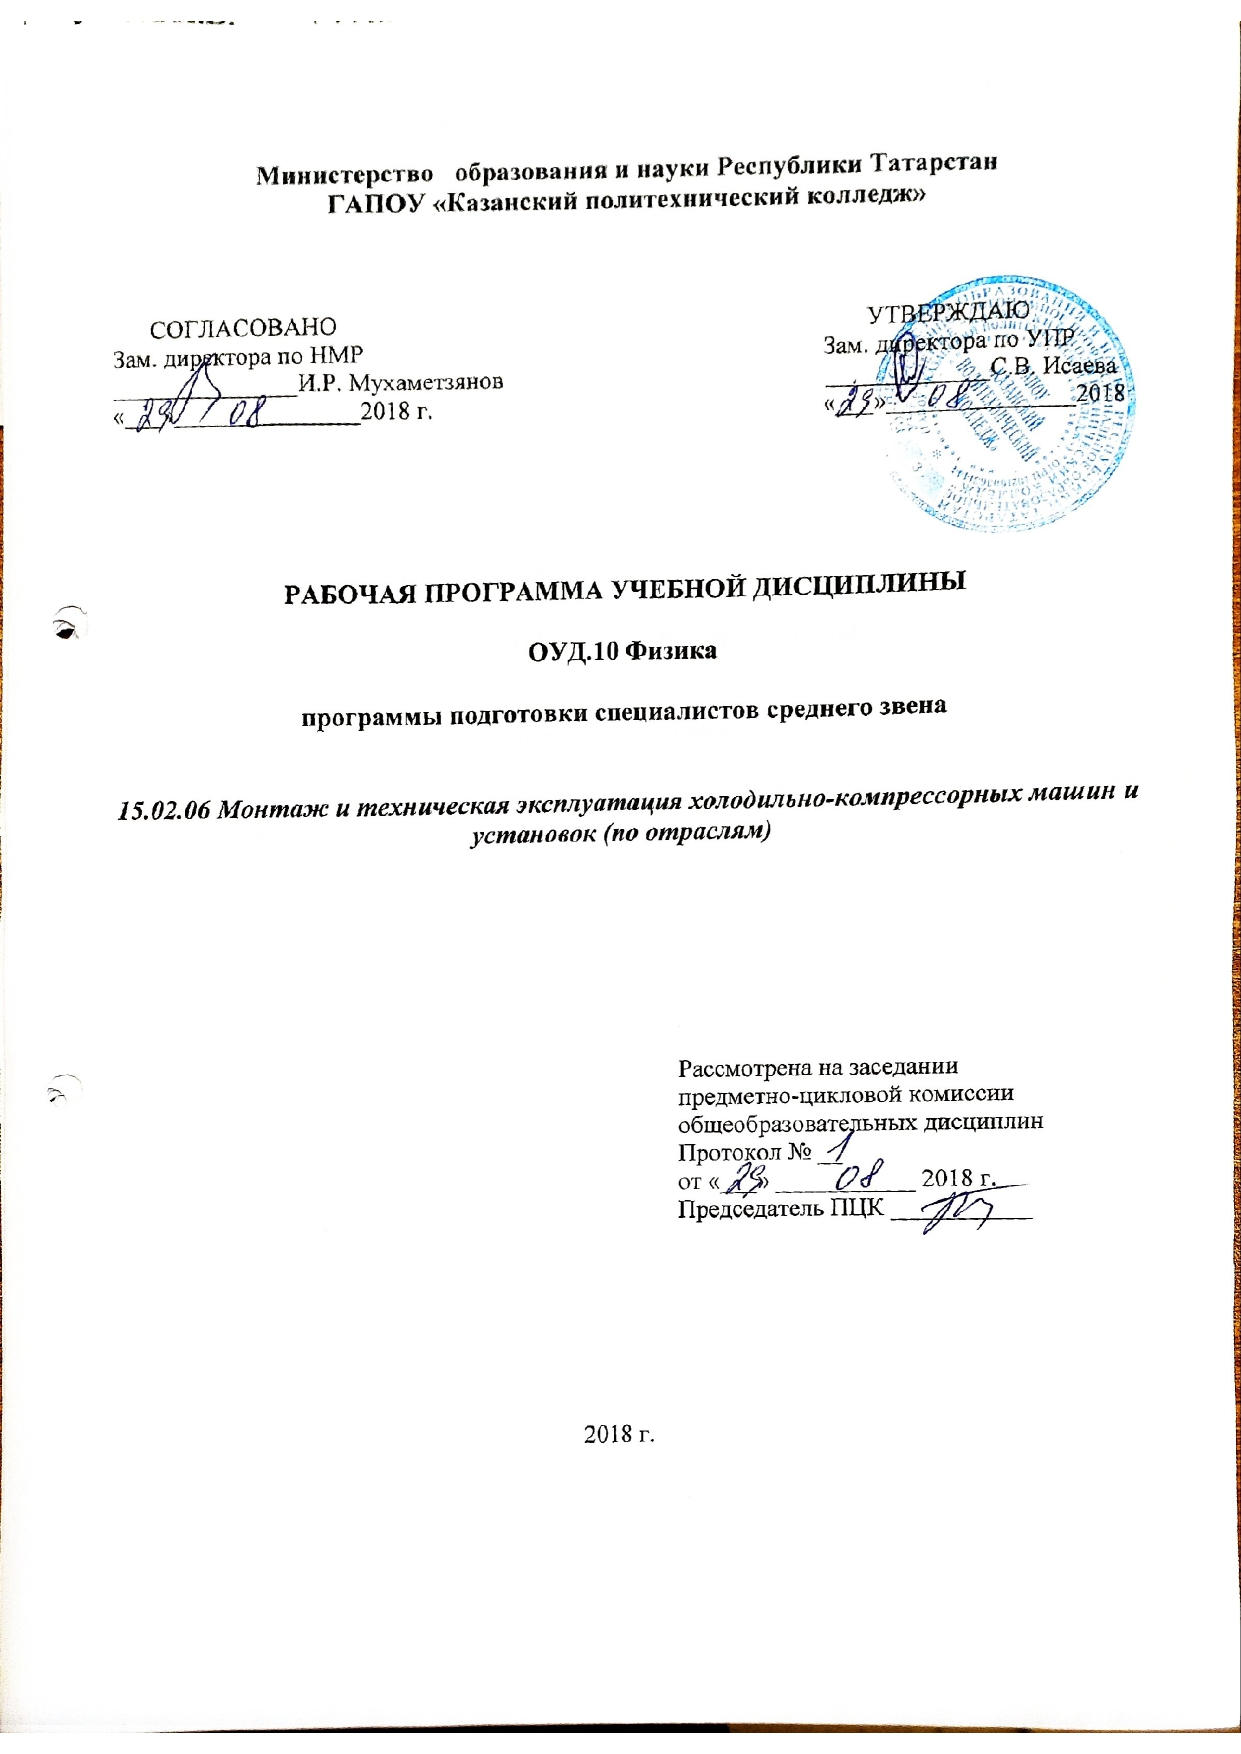 Министерство образования и науки Республики Татарстан
ГАПОУ «Казанский политехнический колледж»
СОГЛАСОВАНО
Зам. директора по НМР
______________И.Р. Мухаметзянов
«29» 08 2018 г.
УТВЕРЖДАЮ
Зам. директора по УПР
____________С.В. Исаева
«29» 08 2018
РАБОЧАЯ ПРОГРАММА УЧЕБНОЙ ДИСЦИПЛИНЫ
ОУД.10 Физика
программы подготовки специалистов среднего звена
15.02.06 Монтаж и техническая эксплуатация холодильно-компрессорных машин и
установок (по отраслям)
Рассмотрена на заседании
предметно-цикловой комиссии
общеобразовательных дисциплин
Протокол № 1
от «29» 08 2018 г.
Председатель ПЦК ____________
2018 г.